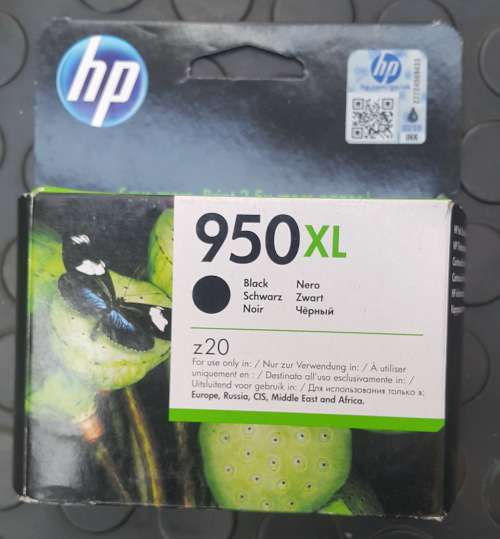 hp
hp
950XL
Black Nero
Schwarz Zwart
Noir Чёрный
z20
For use only in: / Nur zur Verwendung in: / À utiliser
uniquement en : / Destinato all'uso esclusivamente in: /
Uitsluitend voor gebruik in: / Для использования только в:
Europe, Russia, CIS, Middle East and Africa.